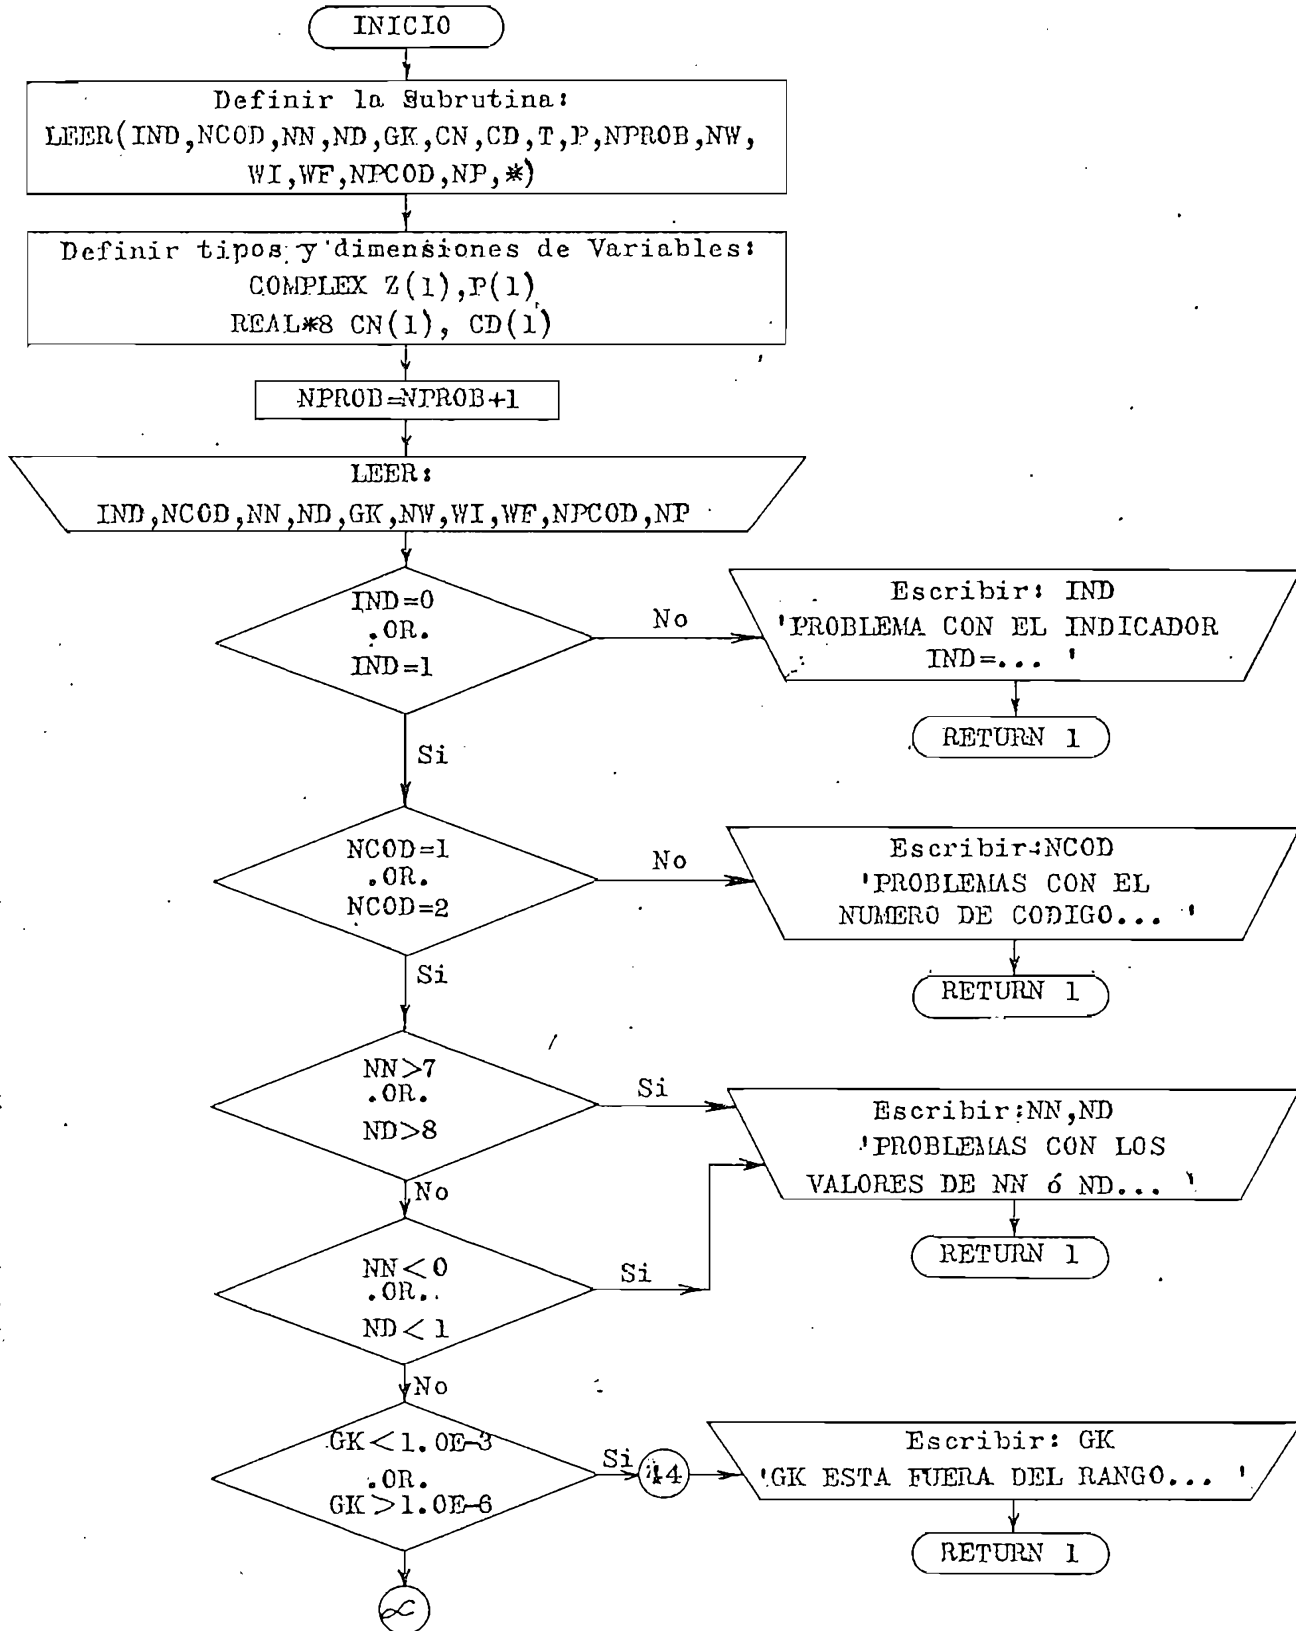 INICIO
Definir la Subrutina:
LEER(IND,NCOD,NN,ND,GK,CN,CD,T,P,NPROB,NW,
WI,WF,NPCOD,NP,*)
Definir tipos y dimensiones de Variables:
COMPLEX Z(1),P(1)
REAL*8 CN(1), CD(1)
NPROB=NPROB+1
LEER:
IND,NCOD,NN,ND,GK,NW,WI,WF,NPCOD,NP
IND=0
.OR.
IND=1
No
Escribir: IND
'PROBLEMA CON EL INDICADOR
IND=... '
RETURN 1
Si
NCOD=1
.OR.
NCOD=2
No
Escribir:NCOD
'PROBLEMAS CON EL
NUMERO DE CODIGO... '
RETURN 1
Si
NN>7
.OR.
ND>8
Si
Escribir:NN,ND
'PROBLEMAS CON LOS
VALORES DE NN ó ND... '
RETURN 1
No
NN<0
.OR.
ND<1
Si
No
GK<1.0E-3
.OR.
GK>1.0E-6
Si
44
Escribir: GK
'GK ESTA FUERA DEL RANGO... '
RETURN 1
∝